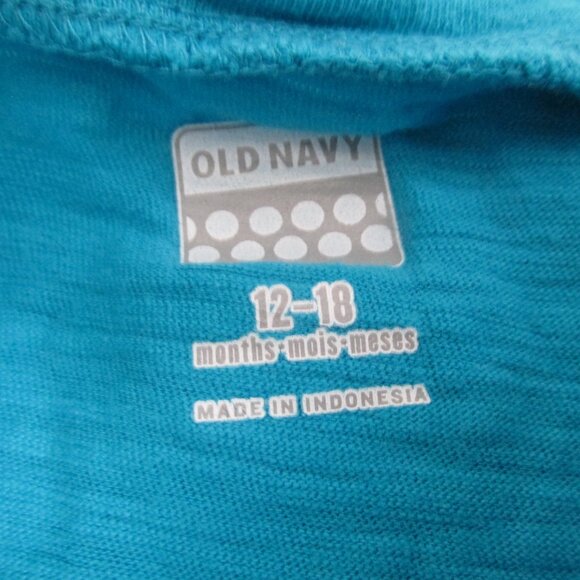 OLD NAVY
12-18
months•mois•meses
MADE IN INDONESIA